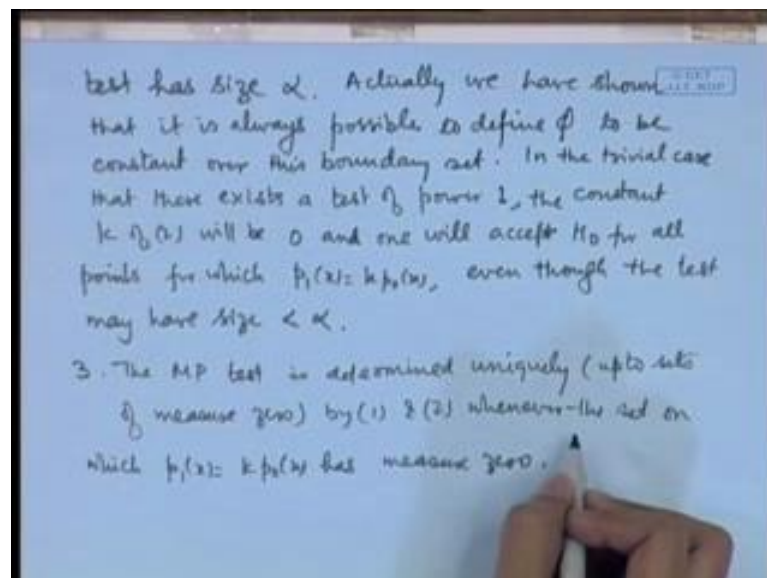 test has size α. Actually we have shown
that it is always possible to define φ to be
constant over this boundary set. In the trivial case
that there exists a test of power 1, the constant
k of (2) will be 0 and one will accept H₀ for all
points for which p₁(x) = k p₀(x), even though the test
may have size < α.
3. The MP test is determined uniquely (upto sets
of measure zero) by (1) & (2) whenever the set on
which p₁(x) = k p₀(x) has measure zero.